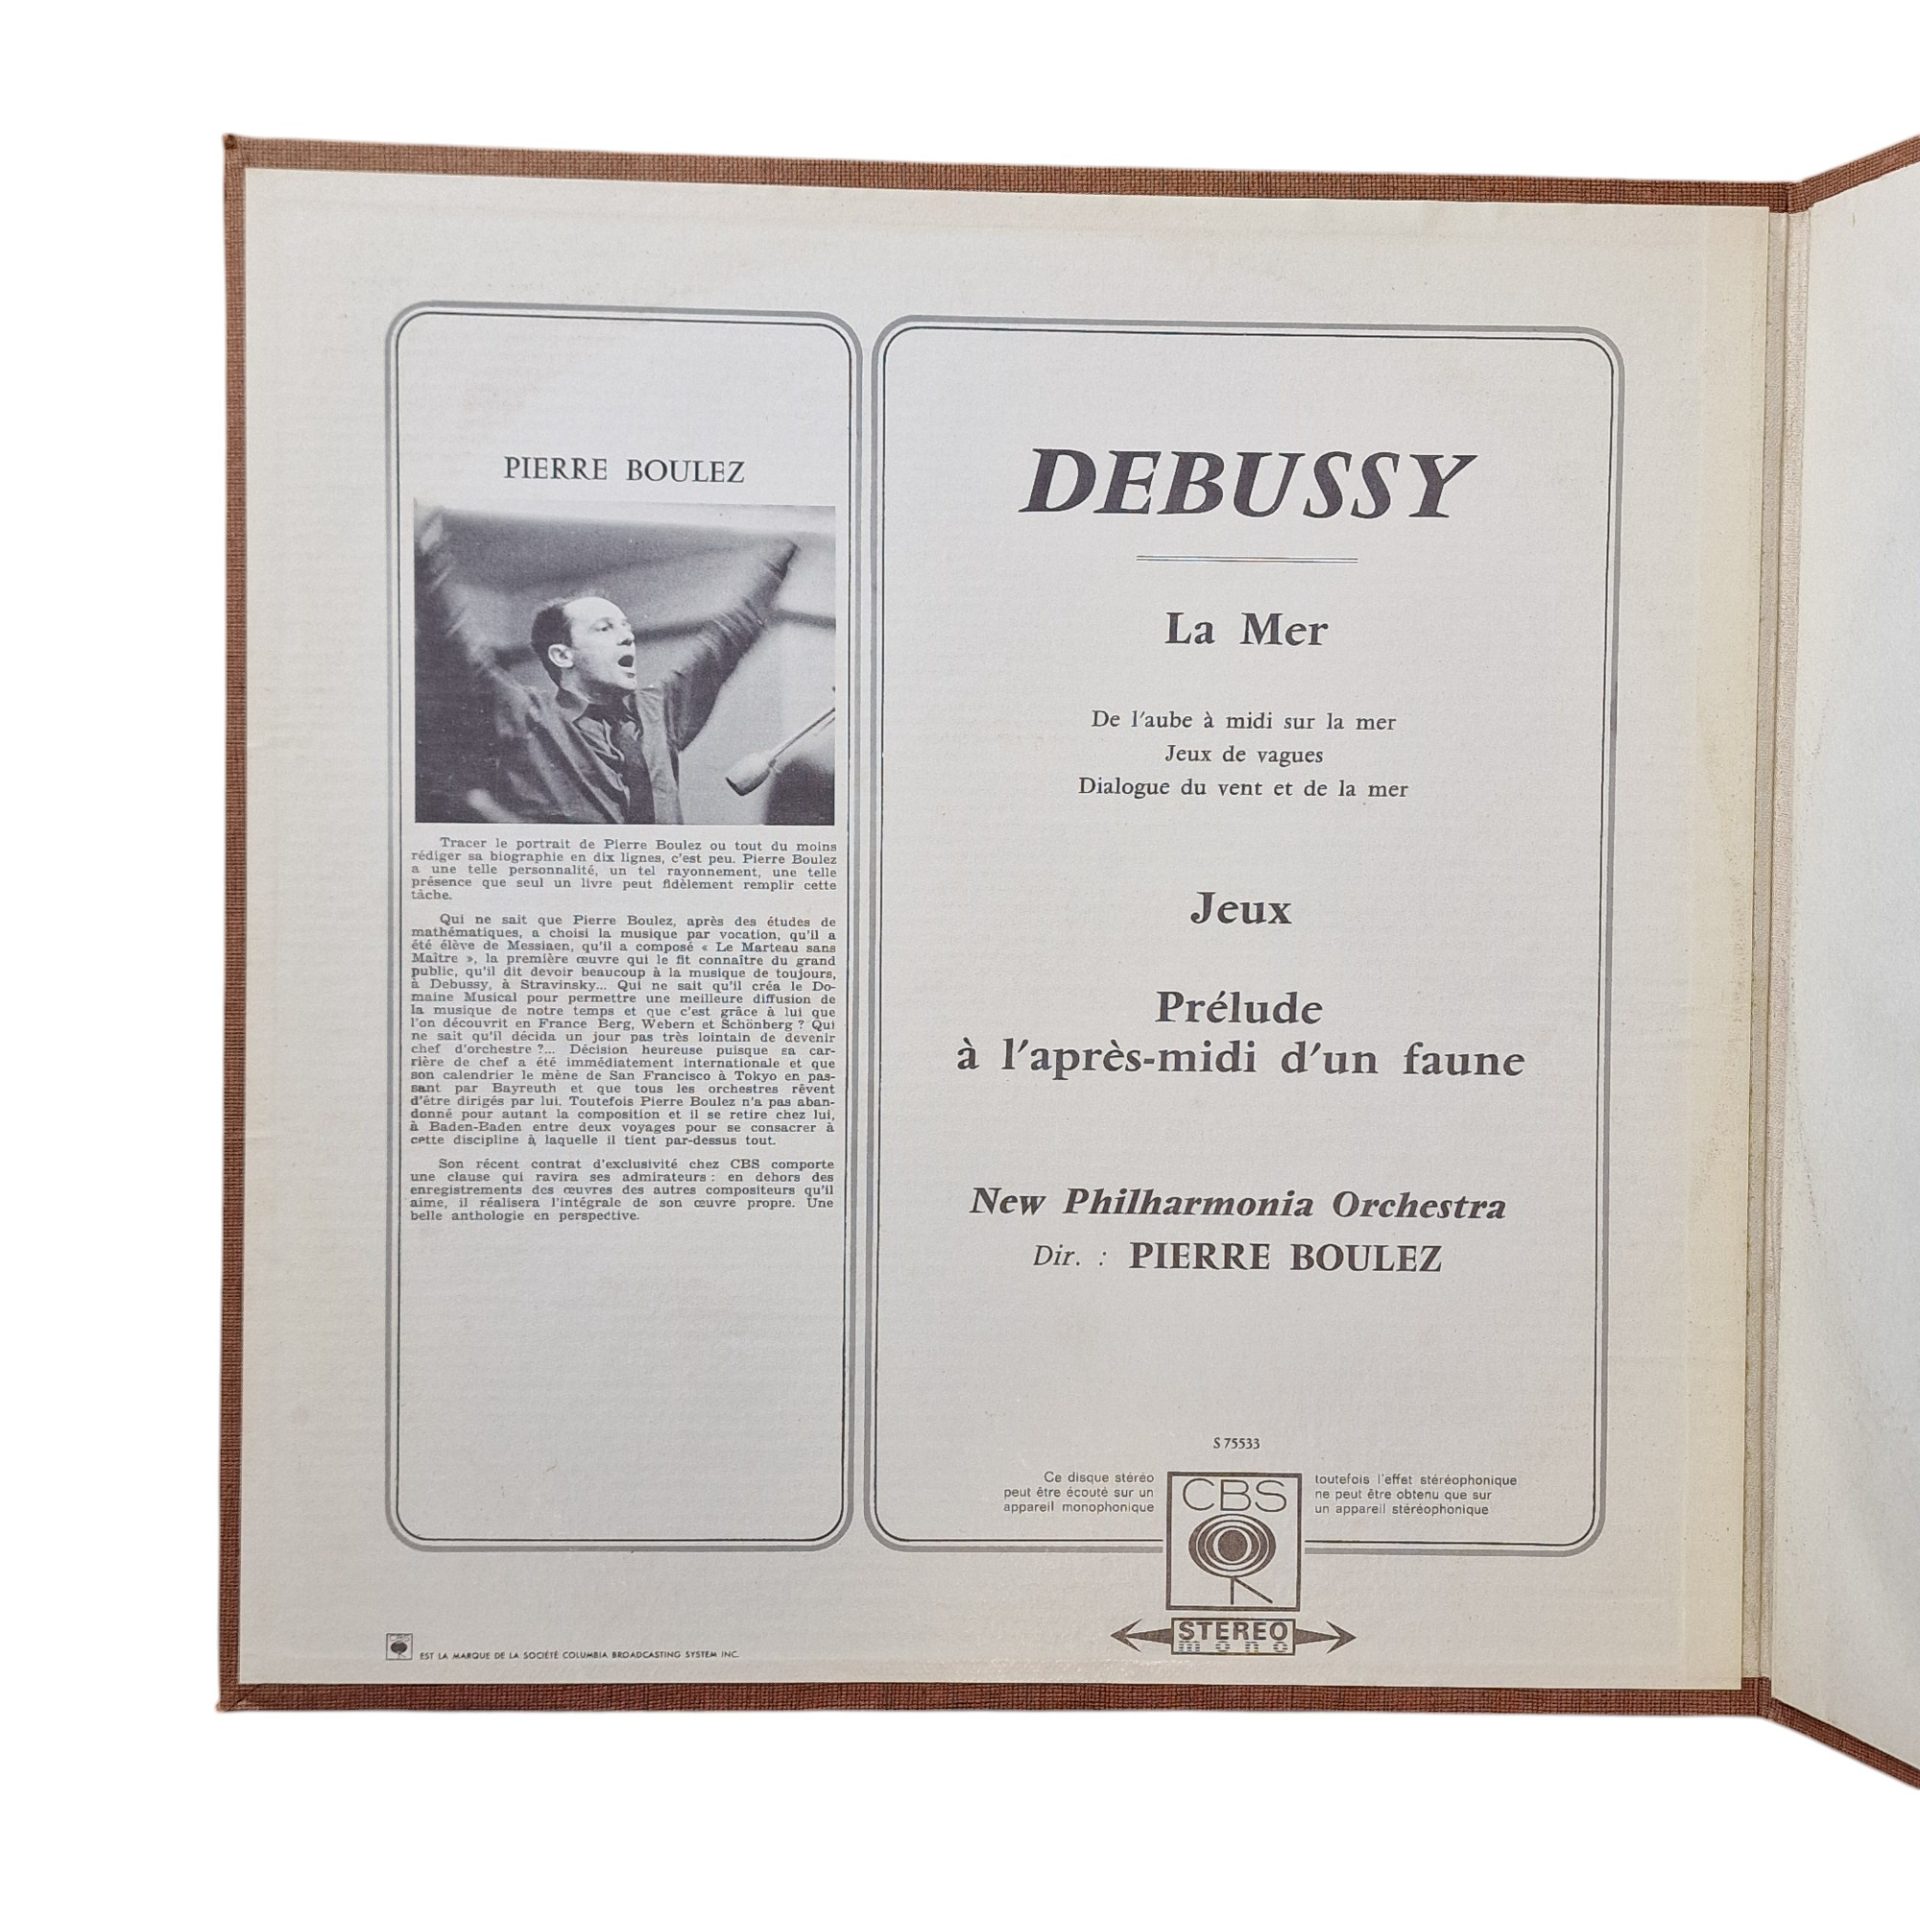 PIERRE BOULEZ
Tracer le portrait de Pierre Boulez ou tout du moins
rédiger sa biographie en dix lignes, c'est peu. Pierre Boulez
a une telle personnalité, un tel rayonnement, une telle
présence que seul un livre peut fidèlement remplir cette
tâche.
Qui ne sait que Pierre Boulez, après des études de
mathématiques, a choisi la musique par vocation, qu'il a
été élève de Messiaen, qu'il a composé « Le Marteau sans
Maître », la première œuvre qui le fit connaître du grand
public, qu'il dit devoir beaucoup à la musique de toujours,
à Debussy, à Stravinsky... Qui ne sait qu'il créa le Do-
maine Musical pour permettre une meilleure diffusion de
la musique de notre temps et que c'est grâce à lui que
l'on découvrit en France Berg, Webern et Schönberg ? Qui
ne sait qu'il décida un jour pas très lointain de devenir
chef d'orchestre ?... Décision heureuse puisque sa car-
rière de chef a été immédiatement internationale et que
son calendrier le mène de San Francisco à Tokyo en pas-
sant par Bayreuth et que tous les orchestres rêvent
d'être dirigés par lui. Toutefois Pierre Boulez n'a pas aban-
donné pour autant la composition et il se retire chez lui,
à Baden-Baden entre deux voyages pour se consacrer à
cette discipline à laquelle il tient par-dessus tout.
Son récent contrat d'exclusivité chez CBS comporte
une clause qui ravira ses admirateurs : en dehors des
enregistrements des œuvres des autres compositeurs qu'il
aime, il réalisera l'intégrale de son œuvre propre. Une
belle anthologie en perspective.
CBS
EST LA MARQUE DE LA SOCIÉTÉ COLUMBIA BROADCASTING SYSTEM INC.
DEBUSSY
La Mer
De l'aube à midi sur la mer
Jeux de vagues
Dialogue du vent et de la mer
Jeux
Prélude
à l'après-midi d'un faune
New Philharmonia Orchestra
Dir. : PIERRE BOULEZ
S 75533
Ce disque stéréo
peut être écouté sur un
appareil monophonique
CBS
toutefois l'effet stéréophonique
ne peut être obtenu que sur
un appareil stéréophonique
STEREO
mono